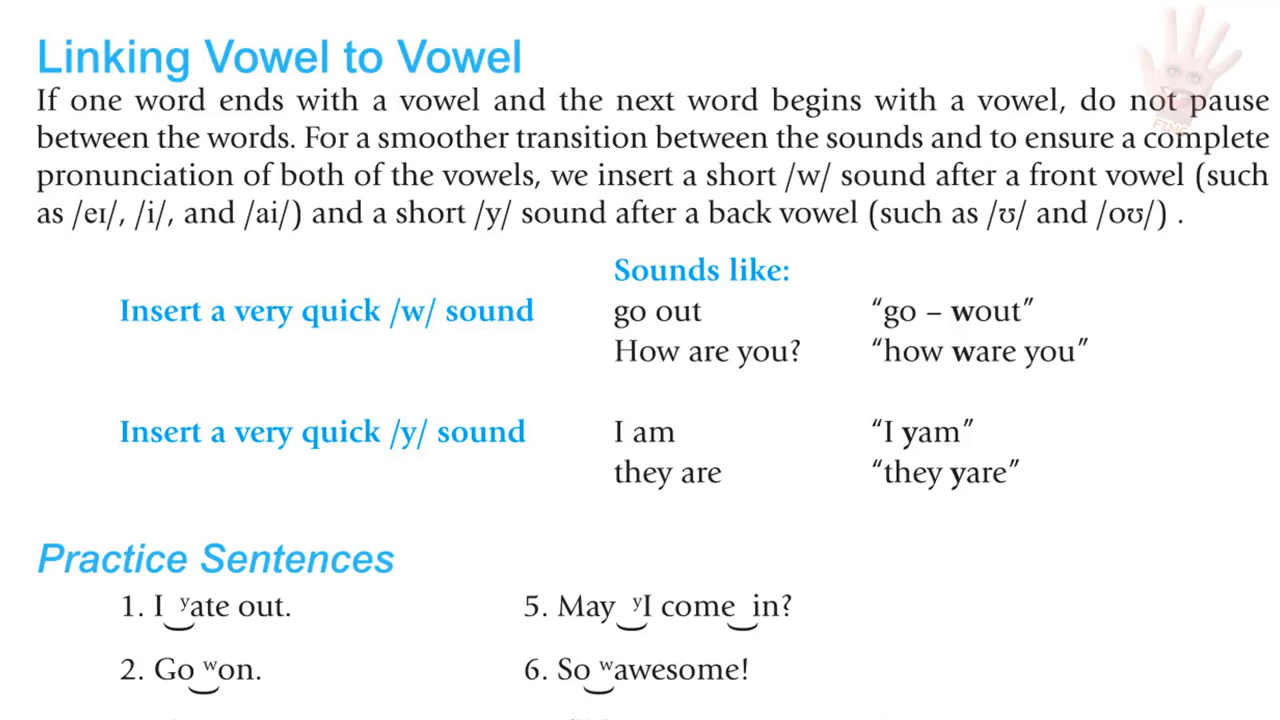 Linking Vowel to Vowel
If one word ends with a vowel and the next word begins with a vowel, do not pause
between the words. For a smoother transition between the sounds and to ensure a complete
pronunciation of both of the vowels, we insert a short /w/ sound after a front vowel (such
as /eɪ/, /i/, and /ai/) and a short /y/ sound after a back vowel (such as /ʊ/ and /oʊ/) .
Sounds like:
Insert a very quick /w/ sound go out “go – wout”
How are you? “how ware you”
Insert a very quick /y/ sound I am “I yam”
they are “they yare”
Practice Sentences
1. I ʸate out. 5. May ʸI come in?
2. Go ʷon. 6. So ʷawesome!
FTNG